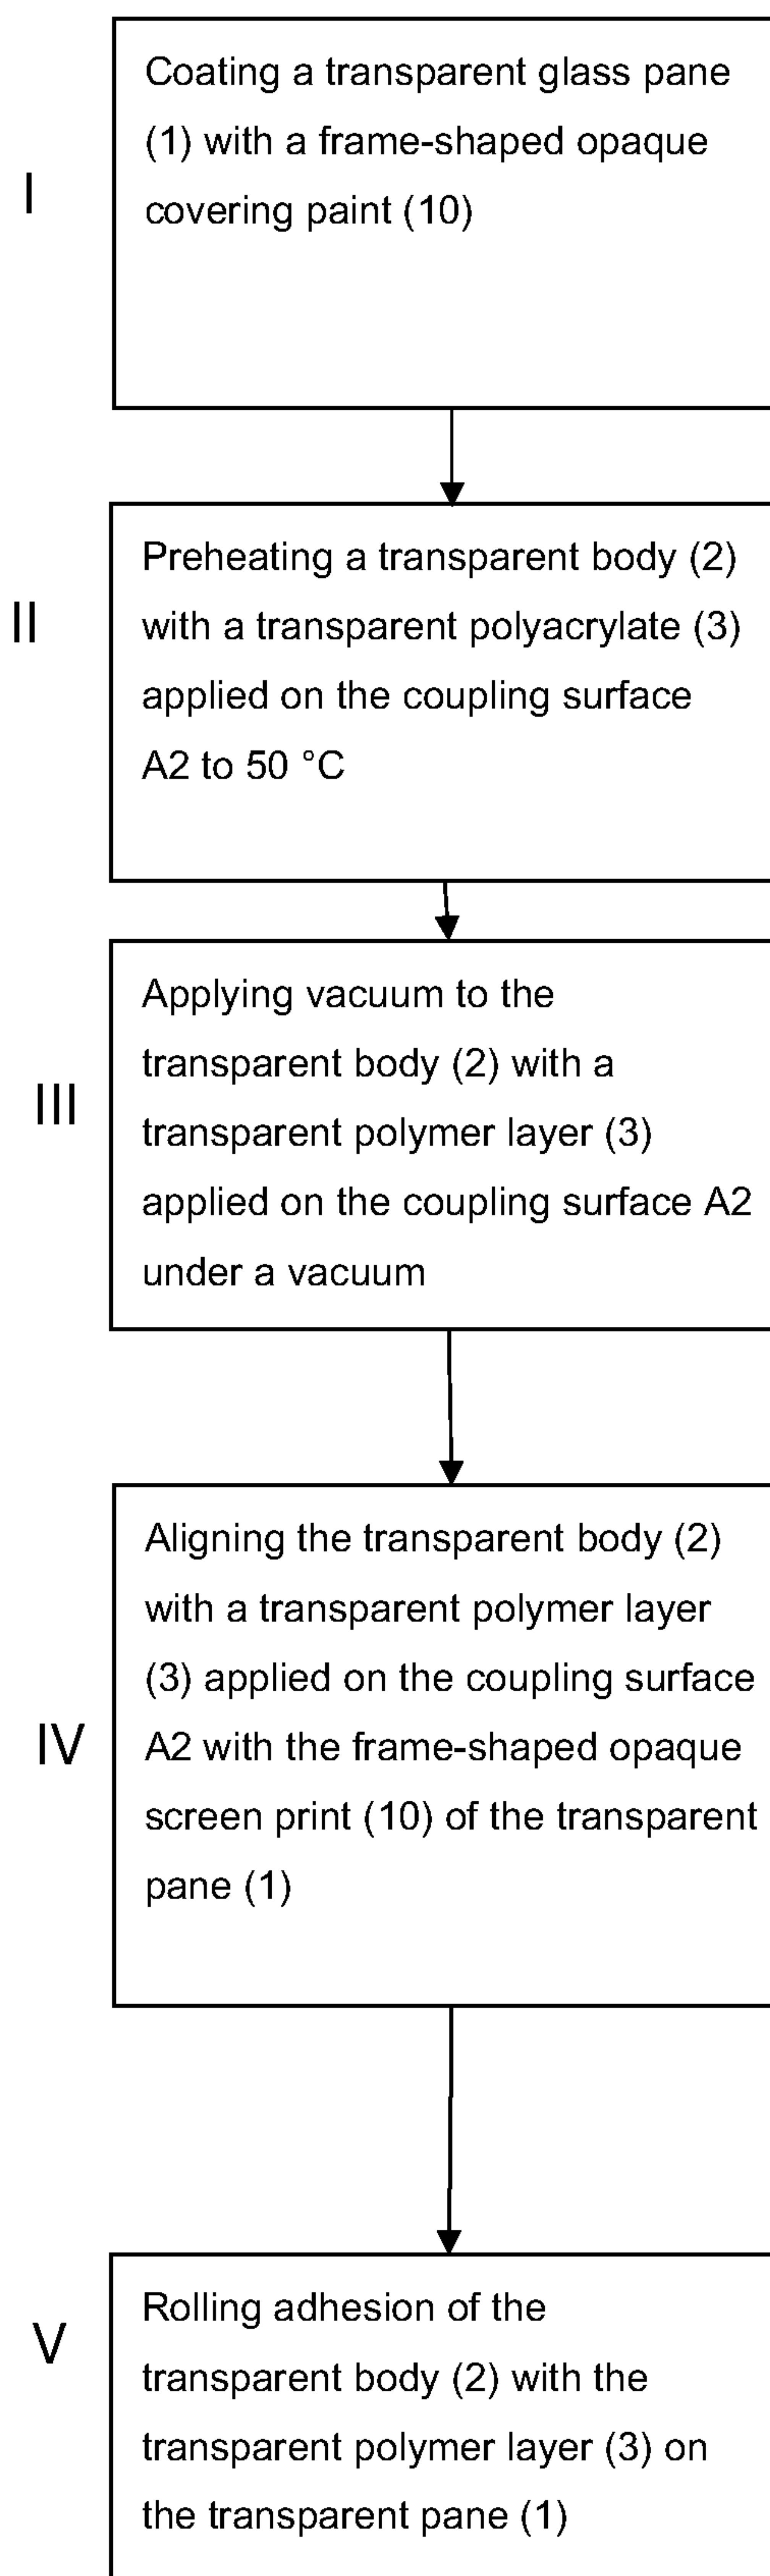 I
Coating a transparent glass pane
(1) with a frame-shaped opaque
covering paint (10)
II
Preheating a transparent body (2)
with a transparent polyacrylate (3)
applied on the coupling surface
A2 to 50 °C
III
Applying vacuum to the
transparent body (2) with a
transparent polymer layer (3)
applied on the coupling surface A2
under a vacuum
IV
Aligning the transparent body (2)
with a transparent polymer layer
(3) applied on the coupling surface
A2 with the frame-shaped opaque
screen print (10) of the transparent
pane (1)
V
Rolling adhesion of the
transparent body (2) with the
transparent polymer layer (3) on
the transparent pane (1)